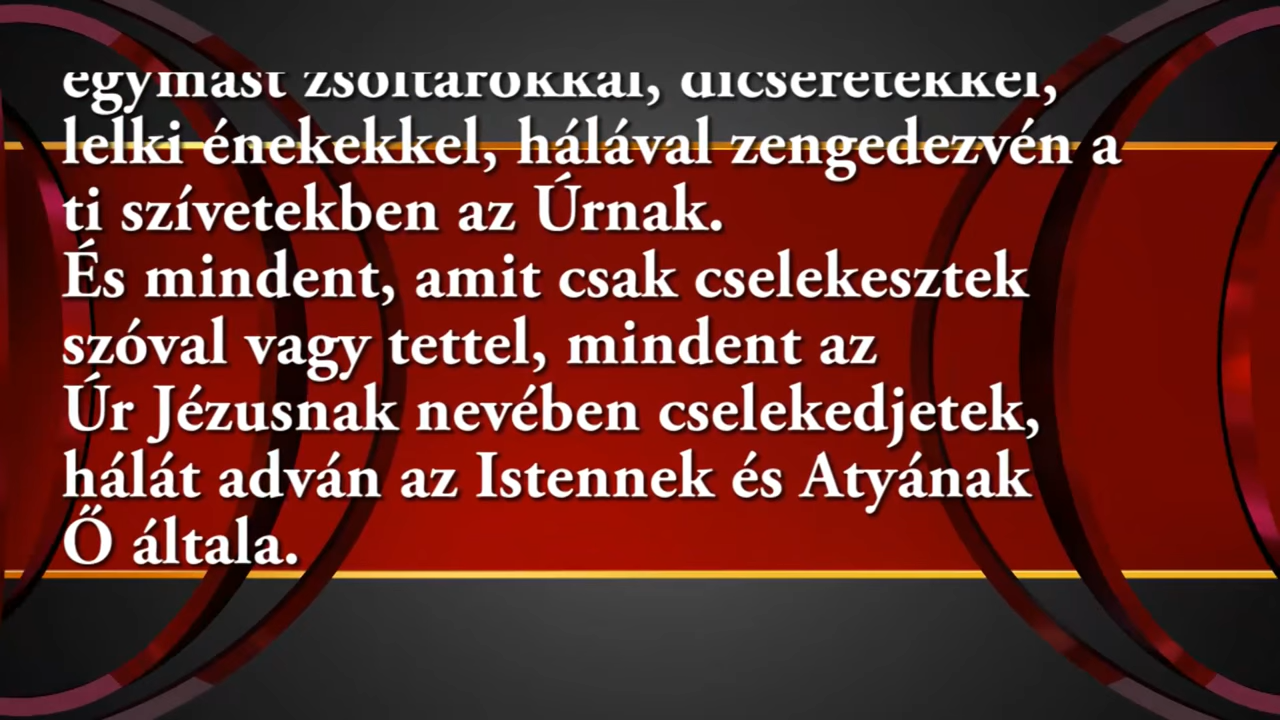 egymást zsoltárokkal, dicséretekkel,
lelki énekekkel, hálával zengedezvén a
ti szívetekben az Úrnak.
És mindent, amit csak cselekesztek
szóval vagy tettel, mindent az
Úr Jézusnak nevében cselekedjetek,
hálát adván az Istennek és Atyának
Ő általa.